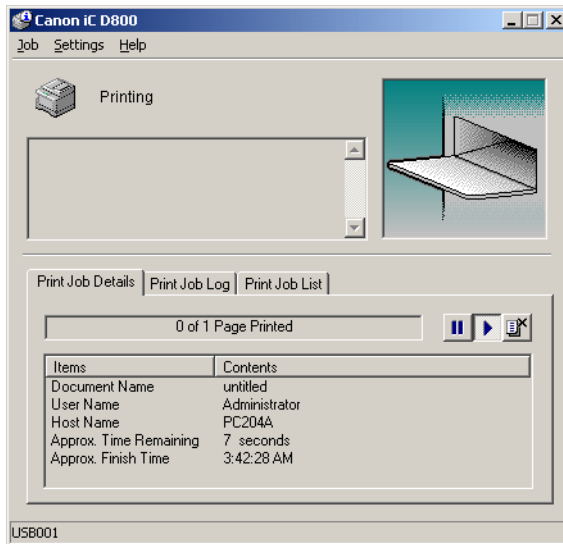 Canon iC D800
Job Settings Help
Printing
Print Job Details Print Job Log Print Job List
0 of 1 Page Printed
Items Contents
Document Name untitled
User Name Administrator
Host Name PC204A
Approx. Time Remaining 7 seconds
Approx. Finish Time 3:42:28 AM
USB001